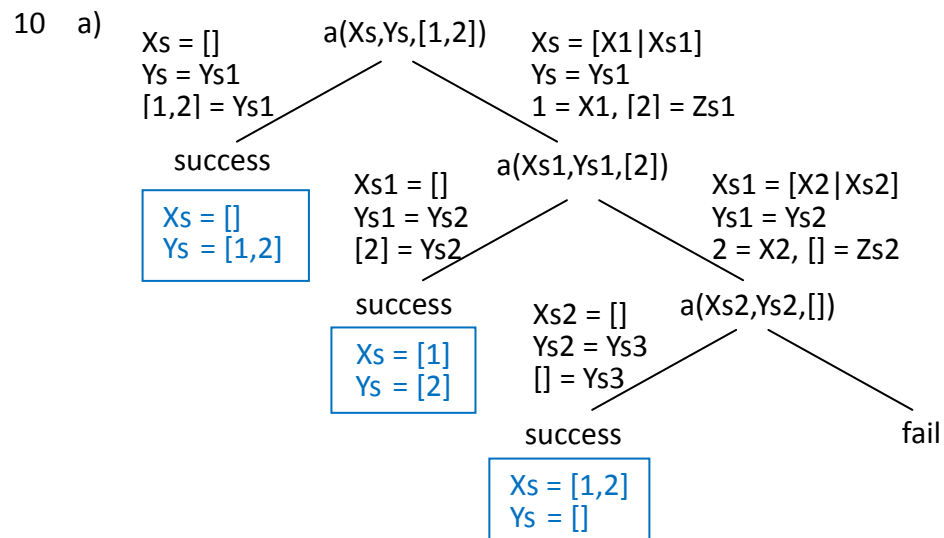 10 a)
a(Xs,Ys,[1,2])
Xs = []
Ys = Ys1
[1,2] = Ys1
Xs = [X1|Xs1]
Ys = Ys1
1 = X1, [2] = Zs1
success
Xs = []
Ys = [1,2]
a(Xs1,Ys1,[2])
Xs1 = []
Ys1 = Ys2
[2] = Ys2
Xs1 = [X2|Xs2]
Ys1 = Ys2
2 = X2, [] = Zs2
success
Xs = [1]
Ys = [2]
a(Xs2,Ys2,[])
Xs2 = []
Ys2 = Ys3
[] = Ys3
success
fail
Xs = [1,2]
Ys = []